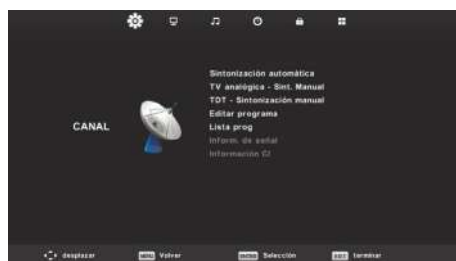 Sintonización automática
TV analógica - Sint. Manual
TDT - Sintonización manual
Editar programa
CANAL
Lista prog
Inform. de señal
Información CI
desplazar MENU Volver ENTER Selección EXIT terminar